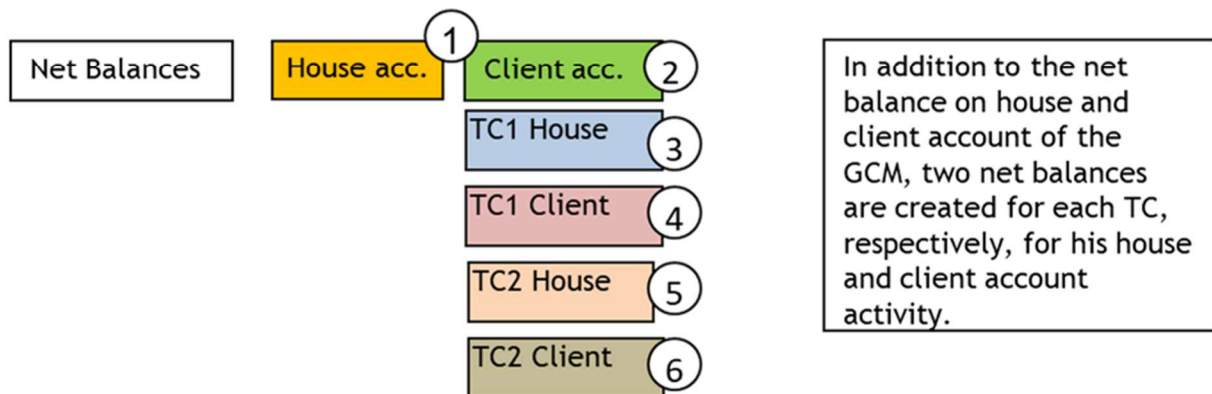 Net Balances
House acc.
1
Client acc.
2
TC1 House
3
TC1 Client
4
TC2 House
5
TC2 Client
6
In addition to the net
balance on house and
client account of the
GCM, two net balances
are created for each TC,
respectively, for his house
and client account
activity.